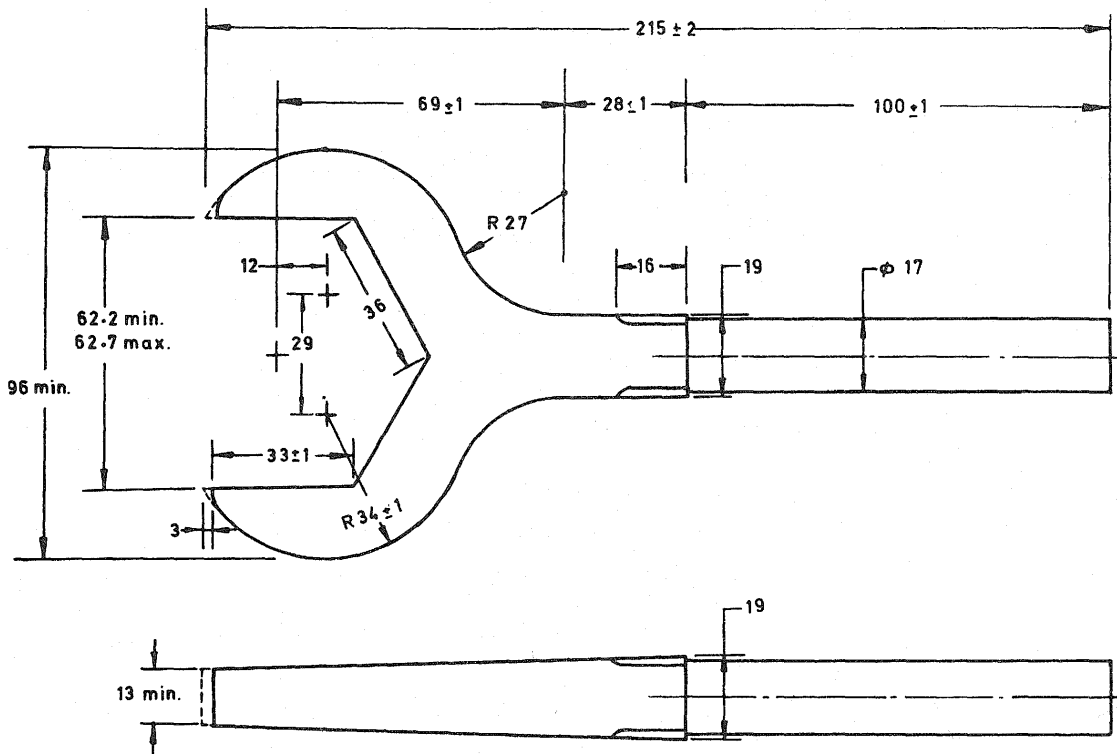 215 ± 2
69 ±1
28 ±1
100 ±1
R 27
12
16
19
ϕ 17
62·2 min.
62·7 max.
36
29
96 min.
33±1
R 34 ±1
3
19
13 min.